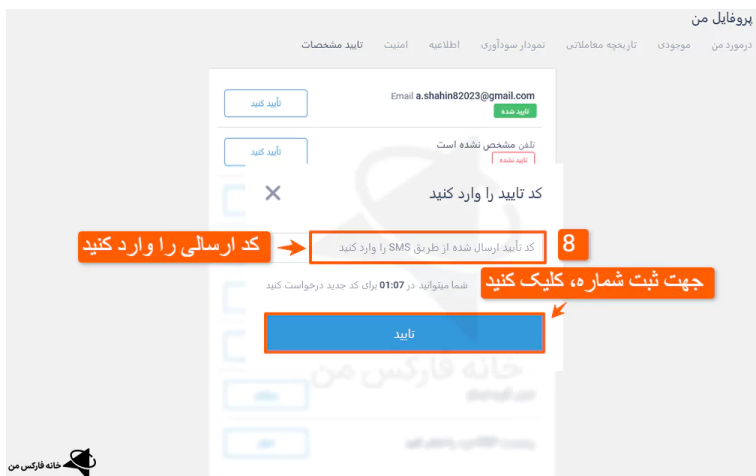 پروفایل من
درمورد من موجودی تاریخچه معاملاتی نمودار سودآوری اطلاعیه امنیت تایید مشخصات
Email a.shahin82023@gmail.com
تایید شده
تأیید کنید
تلفن مشخص نشده است
تایید نشده
تأیید کنید
کد تایید را وارد کنید
8
کد تأیید ارسال شده از طریق SMS را وارد کنید
کد ارسالی را وارد کنید
شما میتوانید در 01:07 برای کد جدید درخواست کنید
جهت ثبت شماره، کلیک کنید
تایید
خانه فارکس من
خانه فارکس من